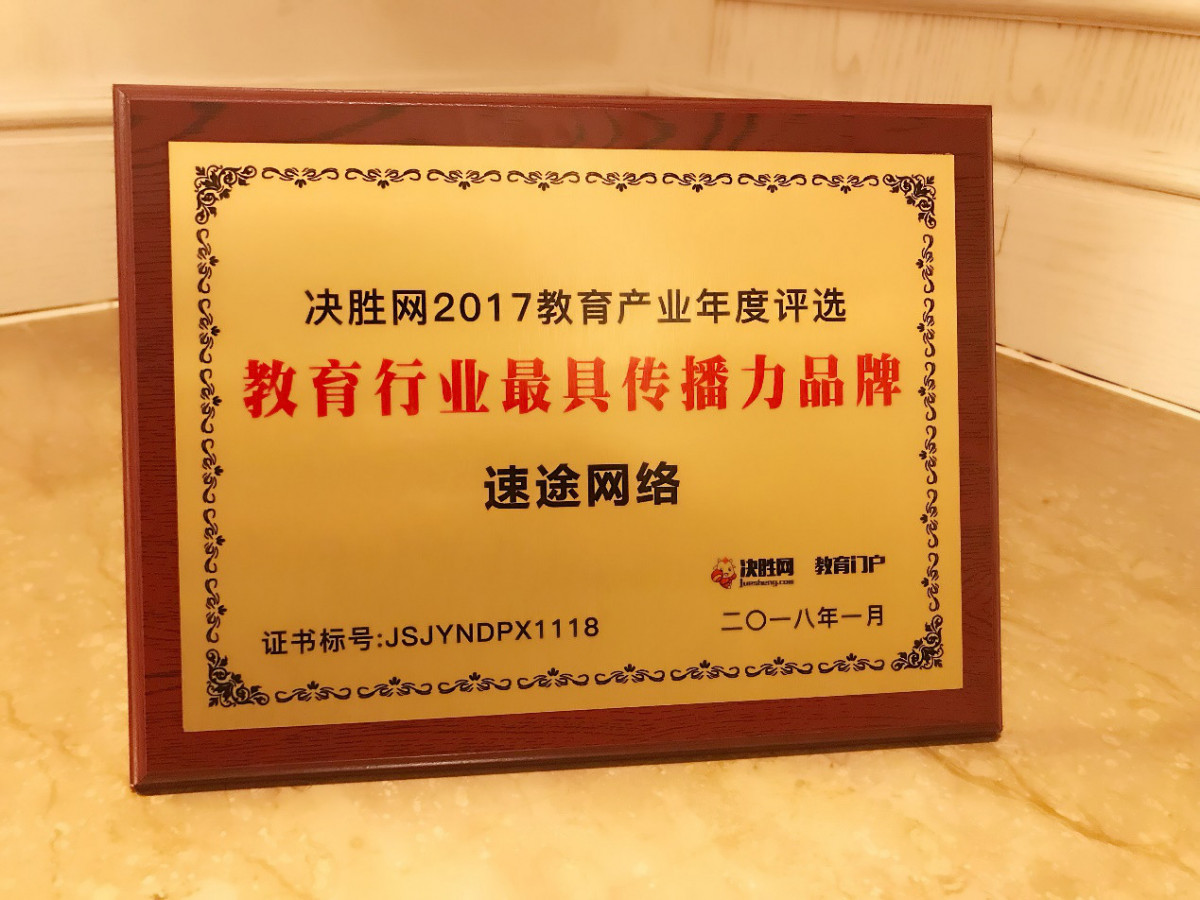 决胜网2017教育产业年度评选
教育行业最具传播力品牌
速途网络
决胜网 教育门户
juesheng.com
证书标号:JSJYNDPX1118
二〇一八年一月